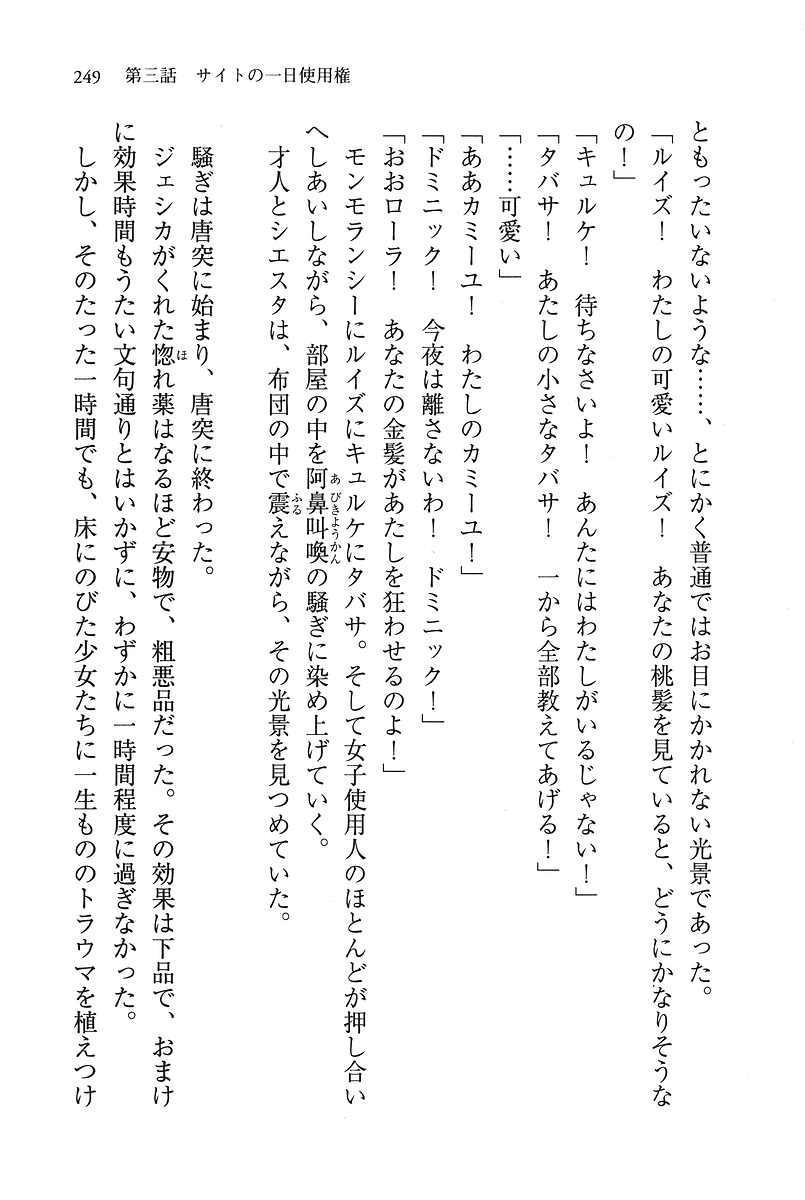 249　第三話　サイトの一日使用権
ともったいないような……、とにかく普通ではお目にかかれない光景であった。
「ルイズ！　わたしの可愛いルイズ！　あなたの桃髪を見ていると、どうにかなりそうな
の！」
「キュルケ！　待ちなさいよ！　あんたにはわたしがいるじゃない！」
「タバサ！　あたしの小さなタバサ！　一から全部教えてあげる！」
「……可愛い」
「ああカミーユ！　わたしのカミーユ！」
「ドミニック！　今夜は離さないわ！　ドミニック！」
「おおローラ！　あなたの金髪があたしを狂わせるのよ！」
　モンモランシーにルイズにキュルケにタバサ。そして女子使用人のほとんどが押し合い
へしあいしながら、部屋の中を阿鼻叫喚の騒ぎに染め上げていく。
あびきょうかん
　才人とシエスタは、布団の中で震えながら、その光景を見つめていた。
ふる
　騒ぎは唐突に始まり、唐突に終わった。
　ジェシカがくれた惚れ薬はなるほど安物で、粗悪品だった。その効果は下品で、おまけ
ほ
に効果時間もうたい文句通りとはいかずに、わずかに一時間程度に過ぎなかった。
　しかし、そのたった一時間でも、床にのびた少女たちに一生もののトラウマを植えつけ